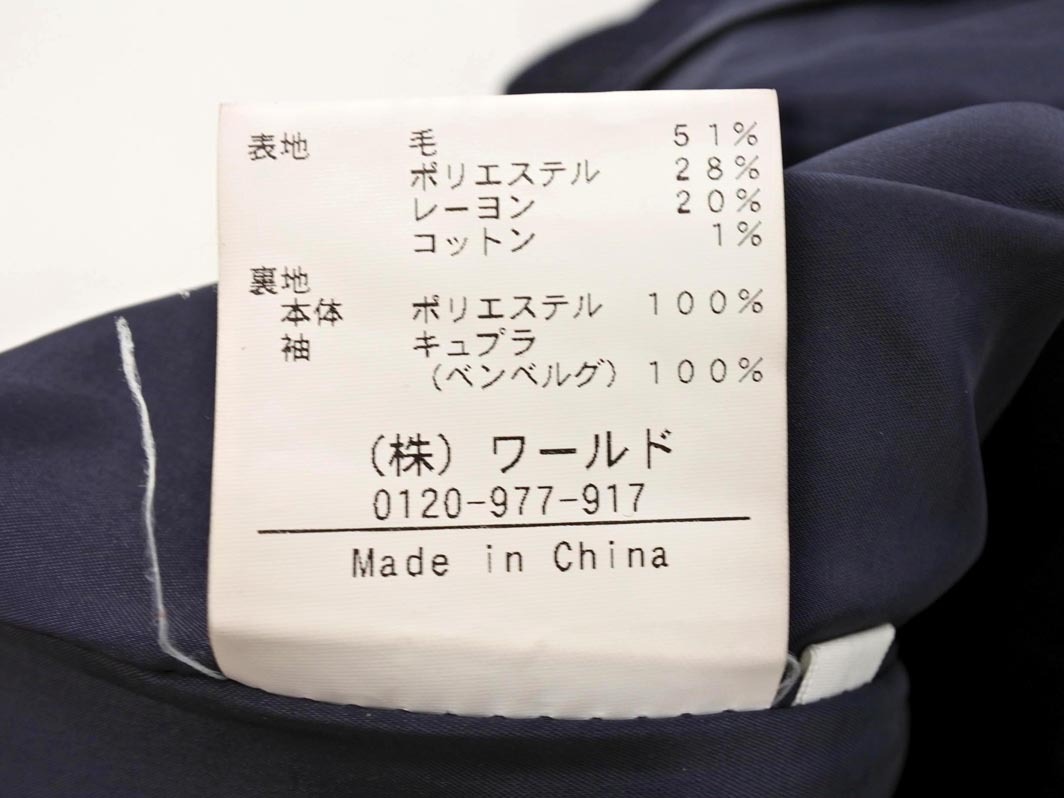 表地 毛 51%
ポリエステル 28%
レーヨン 20%
コットン 1%
裏地
本体 ポリエステル 100%
袖 キュプラ
(ベンベルグ) 100%
(株) ワールド
0120-977-917
Made in China